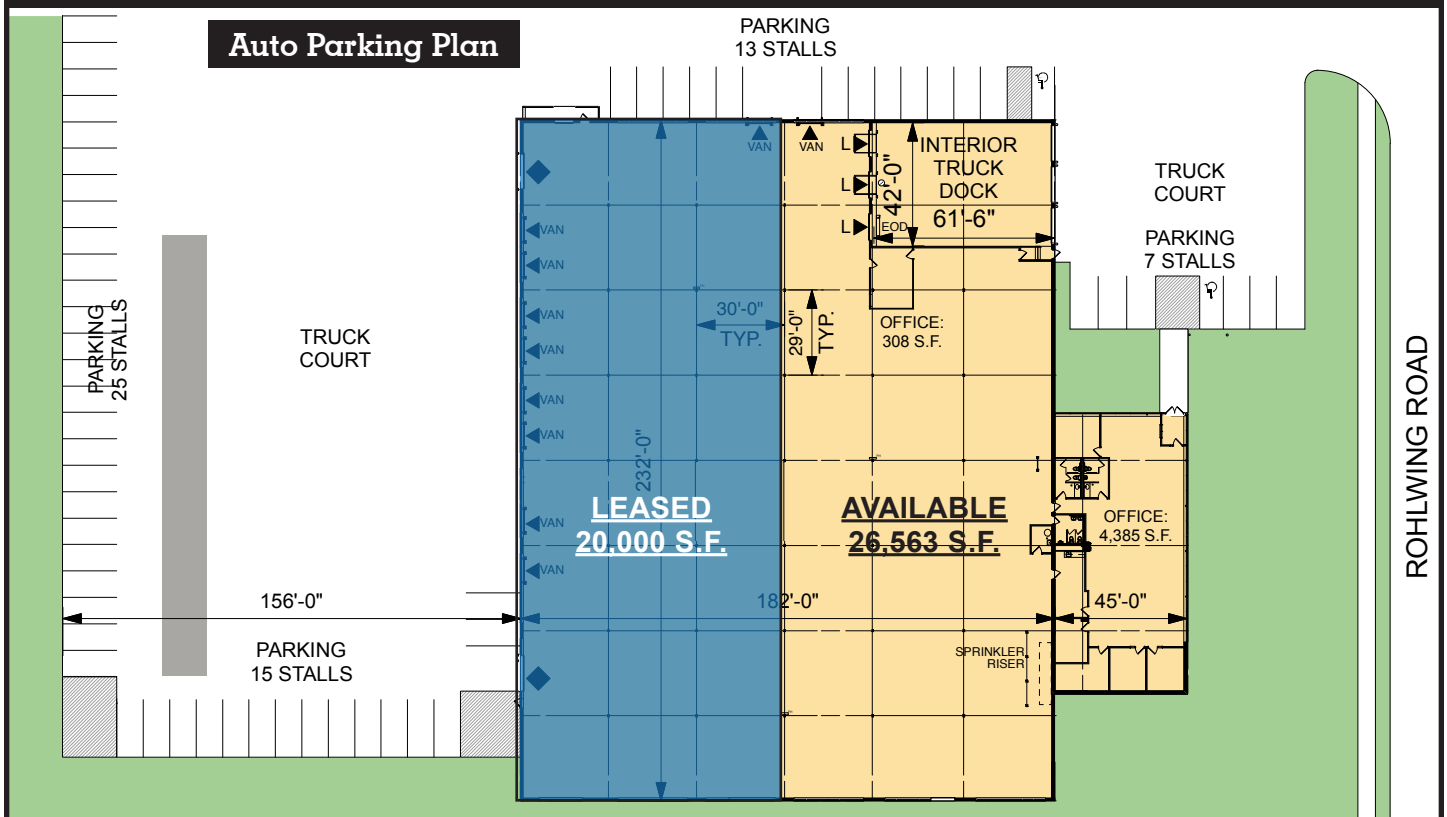 Auto Parking Plan
PARKING
13 STALLS
VAN
VAN
L
L
L
INTERIOR
TRUCK
DOCK
42'-0"
61'-6"
EOD
TRUCK
COURT
PARKING
7 STALLS
VAN
VAN
VAN
VAN
VAN
VAN
VAN
VAN
PARKING
25 STALLS
TRUCK
COURT
30'-0"
TYP.
29'-0"
TYP.
OFFICE:
308 S.F.
ROHLWING ROAD
232'-0"
LEASED
20,000 S.F.
AVAILABLE
26,563 S.F.
OFFICE:
4,385 S.F.
156'-0"
182'-0"
45'-0"
PARKING
15 STALLS
SPRINKLER
RISER